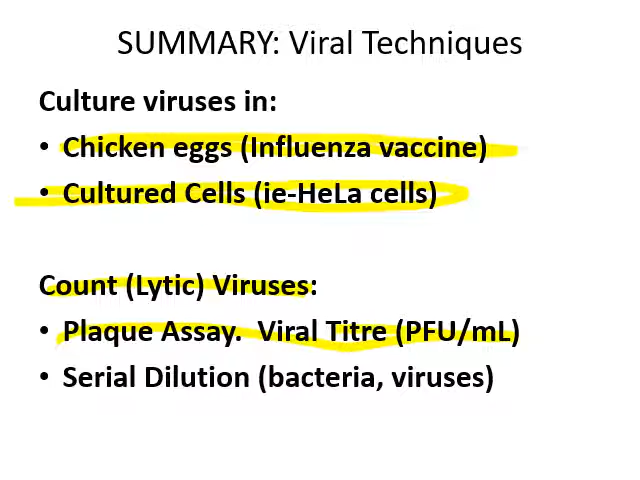 SUMMARY: Viral Techniques
Culture viruses in:
• Chicken eggs (Influenza vaccine)
• Cultured Cells (ie-HeLa cells)
Count (Lytic) Viruses:
• Plaque Assay.  Viral Titre (PFU/mL)
• Serial Dilution (bacteria, viruses)